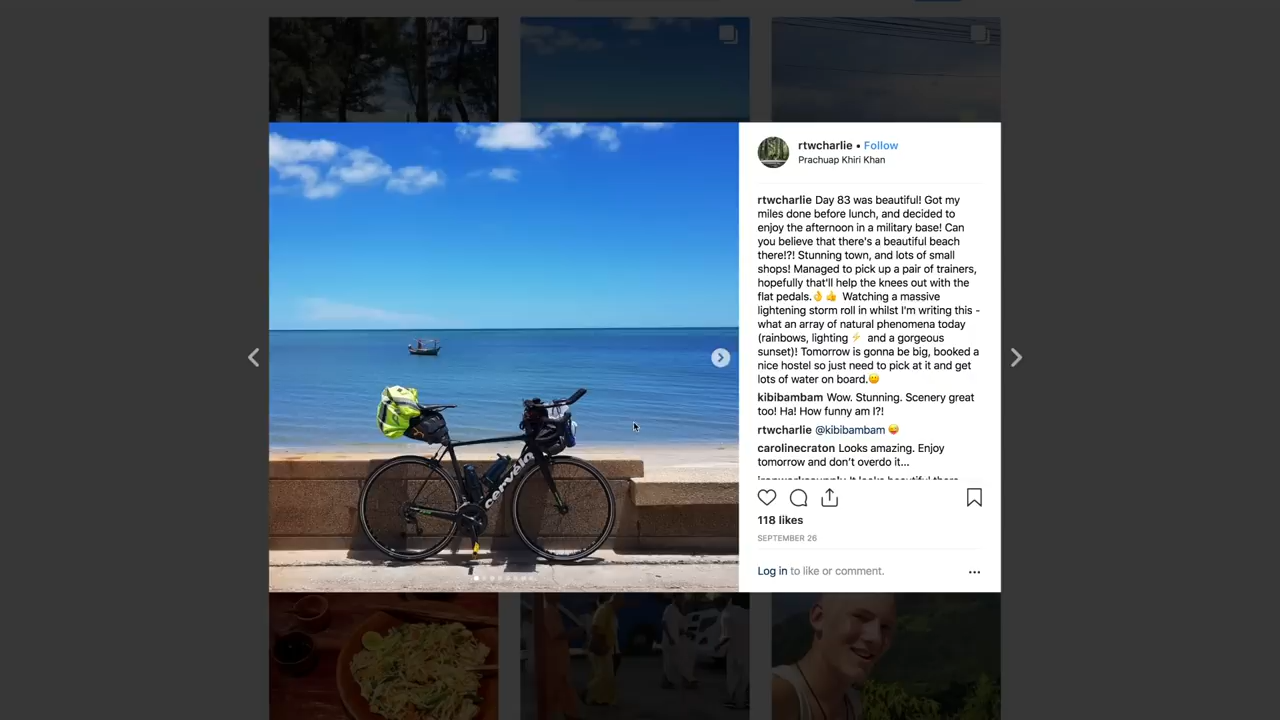 rtwcharlie • Follow
Prachuap Khiri Khan
rtwcharlie Day 83 was beautiful! Got my
miles done before lunch, and decided to
enjoy the afternoon in a military base! Can
you believe that there's a beautiful beach
there!?! Stunning town, and lots of small
shops! Managed to pick up a pair of trainers,
hopefully that'll help the knees out with the
flat pedals.👌👍 Watching a massive
lightening storm roll in whilst I'm writing this -
what an array of natural phenomena today
(rainbows, lighting ⚡ and a gorgeous
sunset)! Tomorrow is gonna be big, booked a
nice hostel so just need to pick at it and get
lots of water on board.🙂
kibibambam Wow. Stunning. Scenery great
too! Ha! How funny am I?!
rtwcharlie @kibibambam 😜
carolinecraton Looks amazing. Enjoy
tomorrow and don't overdo it...
cervélo
118 likes
SEPTEMBER 26
Log in to like or comment.